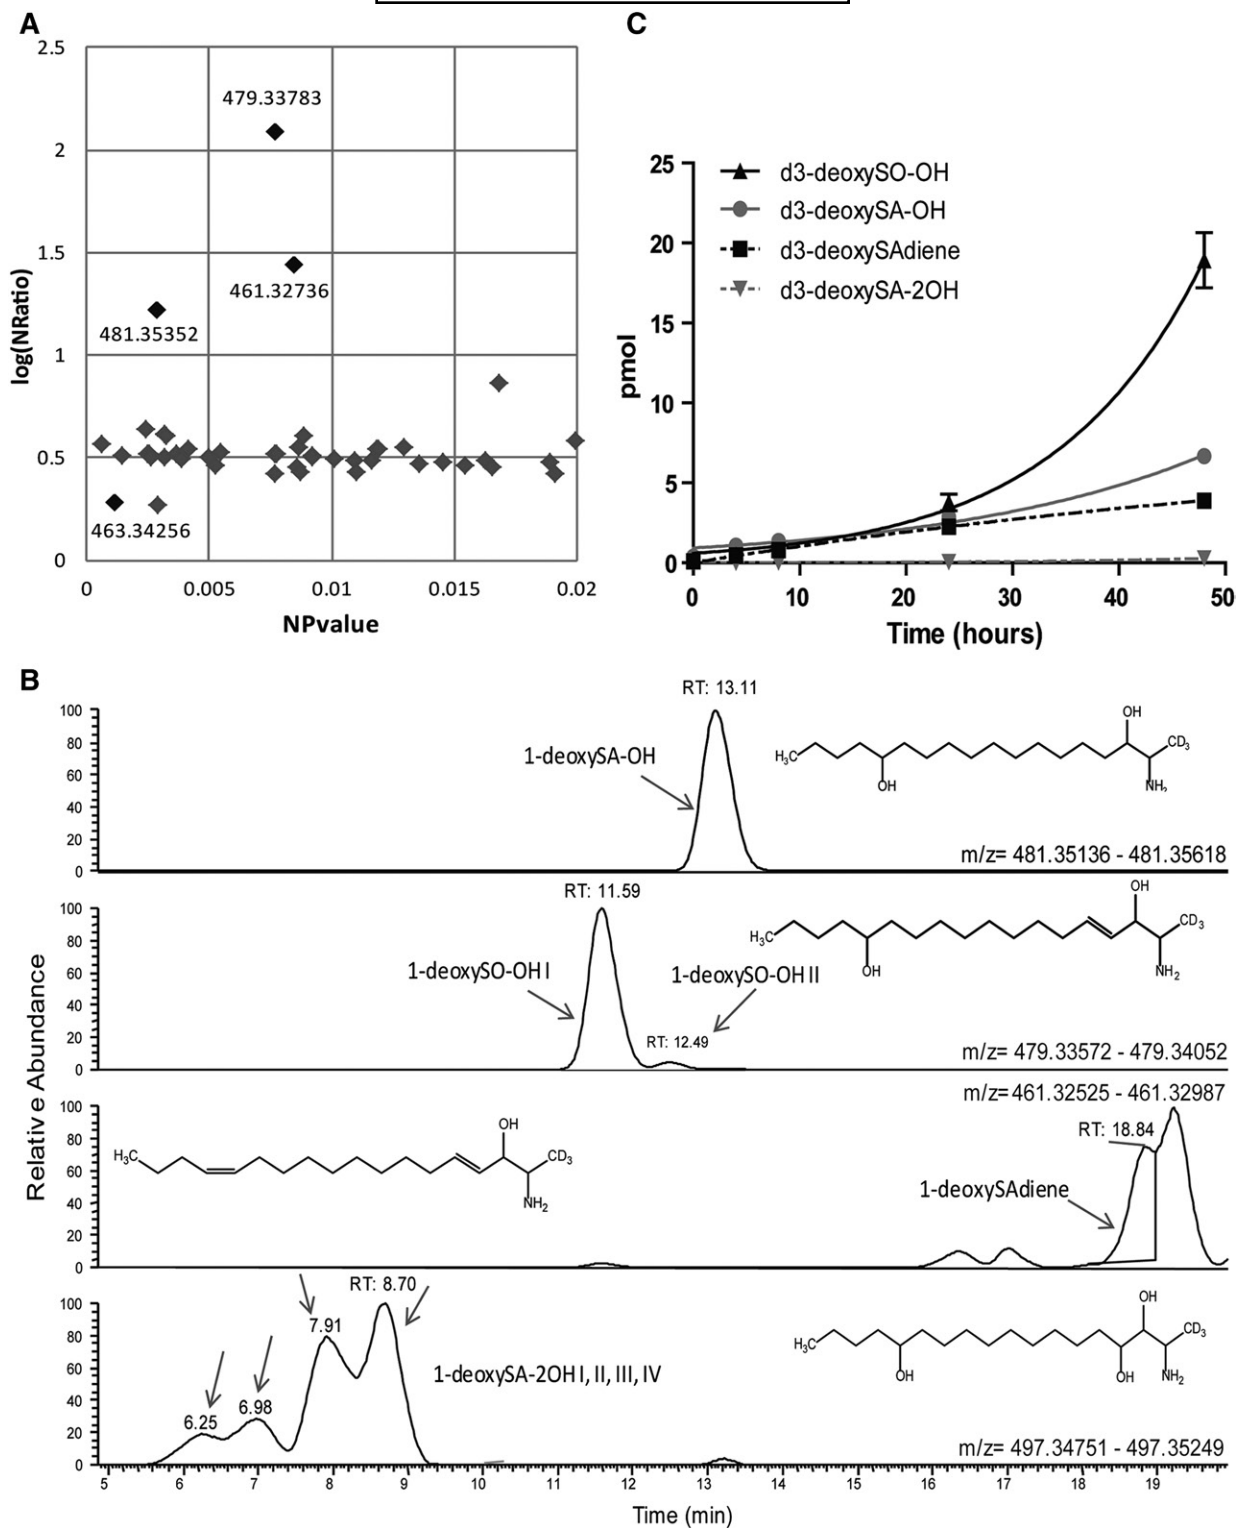 A
2.5
2
1.5
1
0.5
0
log(NRatio)
479.33783
461.32736
481.35352
463.34256
0 0.005 0.01 0.015 0.02
NPvalue
C
25
20
15
10
5
0
pmol
d3-deoxySO-OH
d3-deoxySA-OH
d3-deoxySAdiene
d3-deoxySA-2OH
0 10 20 30 40 50
Time (hours)
B
Relative Abundance
RT: 13.11
100
80
60
40
20
0
1-deoxySA-OH
OH
H₃C CD₃
OH NH₂
m/z= 481.35136 - 481.35618
RT: 11.59
100
80
60
40
20
0
1-deoxySO-OH I
1-deoxySO-OH II
RT: 12.49
OH
H₃C CD₃
OH NH₂
m/z= 479.33572 - 479.34052
m/z= 461.32525 - 461.32987
100
80
60
40
20
0
OH
H₃C CD₃
NH₂
RT: 18.84
1-deoxySAdiene
RT: 8.70
100
80
60
40
20
0
7.91
6.25
6.98
1-deoxySA-2OH I, II, III, IV
OH
H₃C CD₃
OH OH NH₂
m/z= 497.34751 - 497.35249
5 6 7 8 9 10 11 12 13 14 15 16 17 18 19
Time (min)